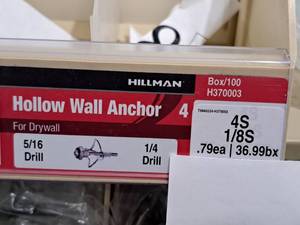 HILLMAN
Box/100
H370003
Hollow Wall Anchor 4
For Drywall
5/16 1/4
Drill Drill
4S
1/8S
.79ea | 36.99bx